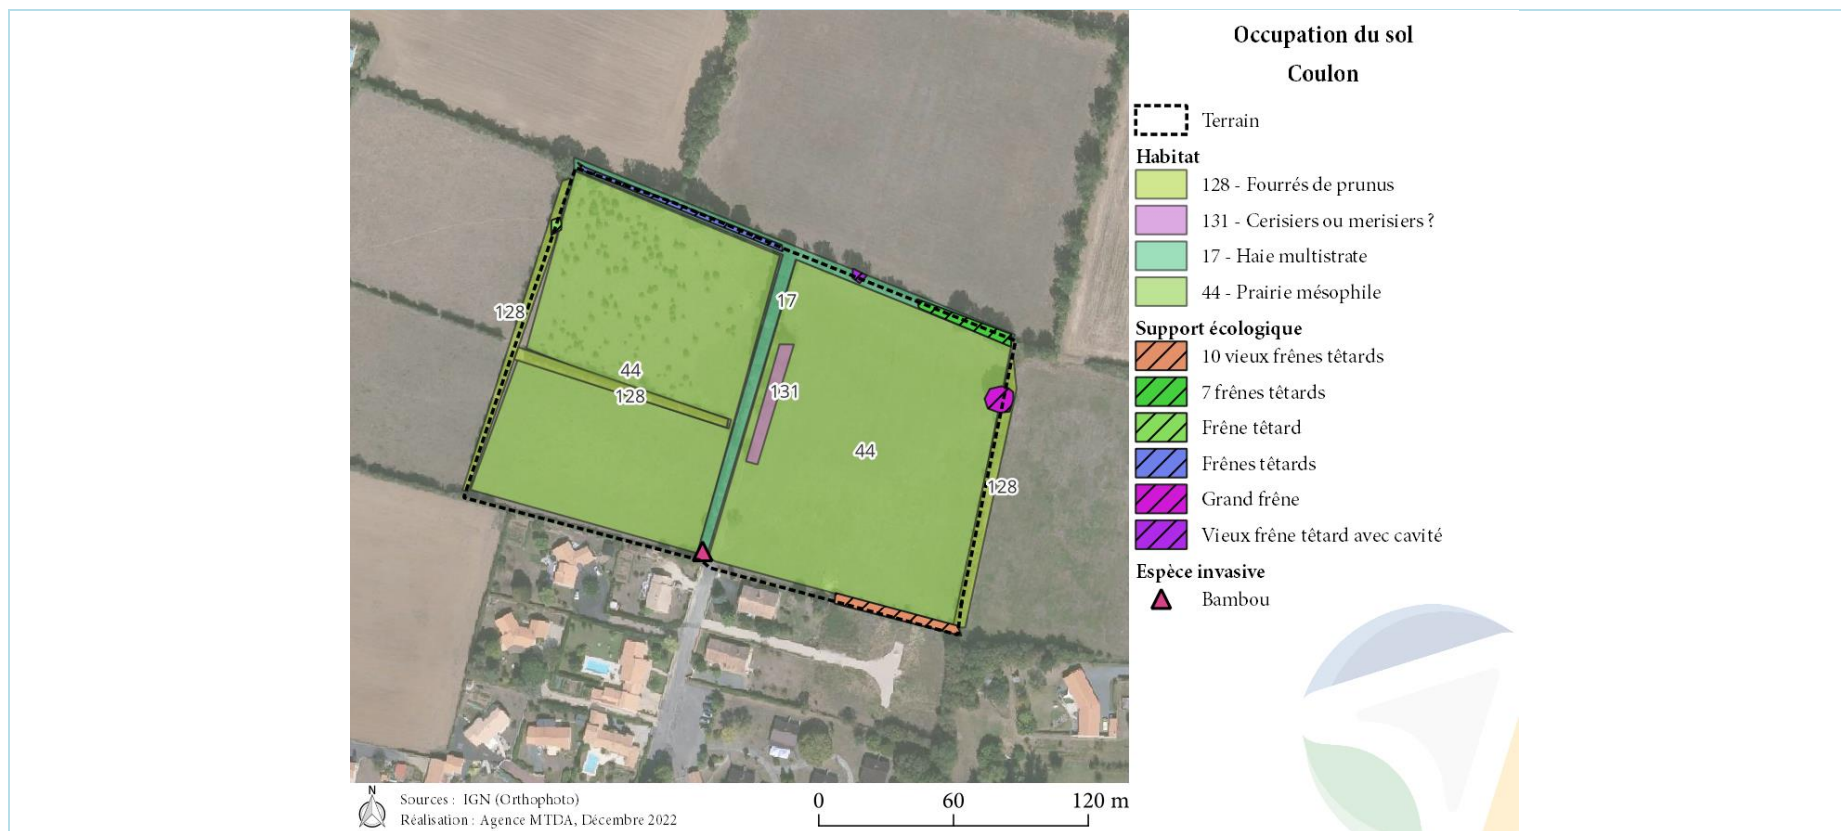 Occupation du sol
Coulon
Terrain
Habitat
128 - Fourrés de prunus
131 - Cerisiers ou merisiers ?
17 - Haie multistrate
44 - Prairie mésophile
Support écologique
10 vieux frênes têtards
7 frênes têtards
Frêne têtard
Frênes têtards
Grand frêne
Vieux frêne têtard avec cavité
Espèce invasive
Bambou
17
128
44
128
131
44
128
N
Sources : IGN (Orthophoto)
Réalisation : Agence MTDA, Décembre 2022
0 60 120 m